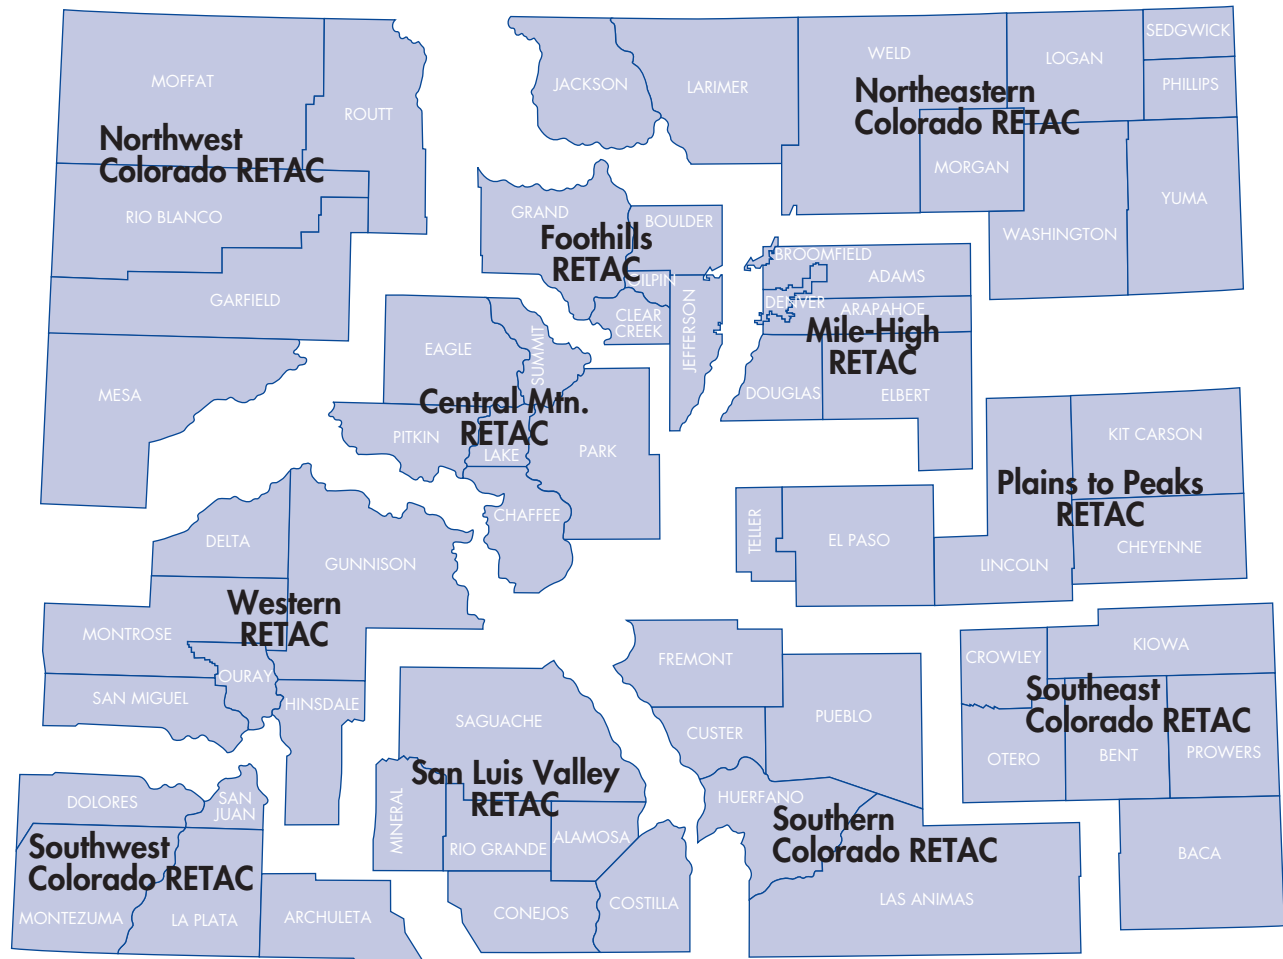 MOFFAT
ROUTT
Northwest
Colorado RETAC
RIO BLANCO
GARFIELD
MESA
JACKSON
LARIMER
WELD
LOGAN
SEDGWICK
PHILLIPS
Northeastern
Colorado RETAC
MORGAN
YUMA
WASHINGTON
GRAND
BOULDER
Foothills
RETAC
GILPIN
CLEAR
CREEK
JEFFERSON
BROOMFIELD
ADAMS
DENVER
ARAPAHOE
Mile-High
RETAC
DOUGLAS
ELBERT
EAGLE
SUMMIT
Central Mtn.
RETAC
PITKIN
LAKE
PARK
CHAFFEE
KIT CARSON
Plains to Peaks
RETAC
CHEYENNE
LINCOLN
TELLER
EL PASO
DELTA
GUNNISON
Western
RETAC
MONTROSE
OURAY
SAN MIGUEL
HINSDALE
SAGUACHE
San Luis Valley
RETAC
MINERAL
RIO GRANDE
ALAMOSA
CONEJOS
COSTILLA
FREMONT
CUSTER
PUEBLO
HUERFANO
Southern
Colorado RETAC
LAS ANIMAS
CROWLEY
KIOWA
Southeast
Colorado RETAC
OTERO
BENT
PROWERS
BACA
DOLORES
SAN
JUAN
Southwest
Colorado RETAC
MONTEZUMA
LA PLATA
ARCHULETA